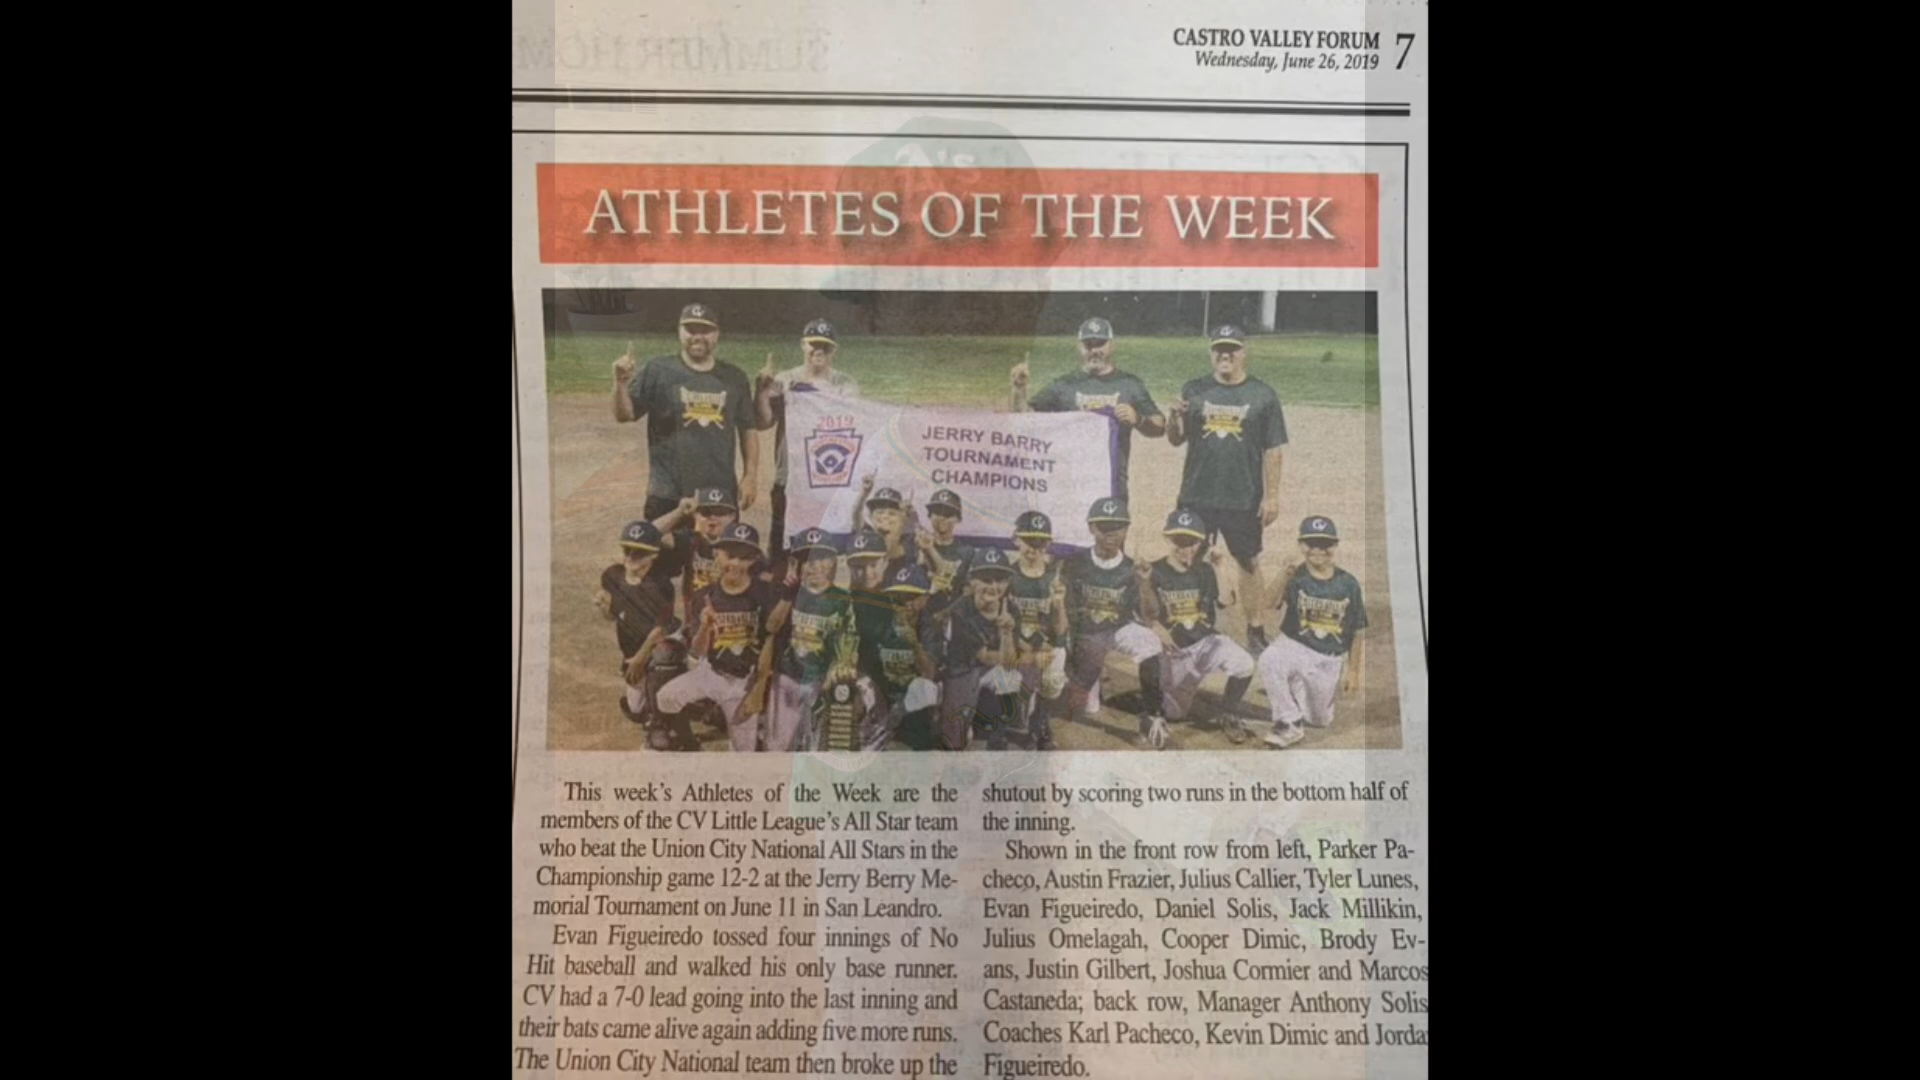 SUMMER HOM
CASTRO VALLEY FORUM 7
Wednesday, June 26, 2019
A's
ATHLETES OF THE WEEK
2019
JERRY BARRY
TOURNAMENT
CHAMPIONS
This week's Athletes of the Week are the
members of the CV Little League's All Star team
who beat the Union City National All Stars in the
Championship game 12-2 at the Jerry Berry Me-
morial Tournament on June 11 in San Leandro.
Evan Figueiredo tossed four innings of No
Hit baseball and walked his only base runner.
CV had a 7-0 lead going into the last inning and
their bats came alive again adding five more runs.
The Union City National team then broke up the
shutout by scoring two runs in the bottom half of
the inning.
Shown in the front row from left, Parker Pa-
checo, Austin Frazier, Julius Callier, Tyler Lunes,
Evan Figueiredo, Daniel Solis, Jack Millikin,
Julius Omelagah, Cooper Dimic, Brody Ev-
ans, Justin Gilbert, Joshua Cormier and Marcos
Castaneda; back row, Manager Anthony Solis
Coaches Karl Pacheco, Kevin Dimic and Jorda
Figueiredo.